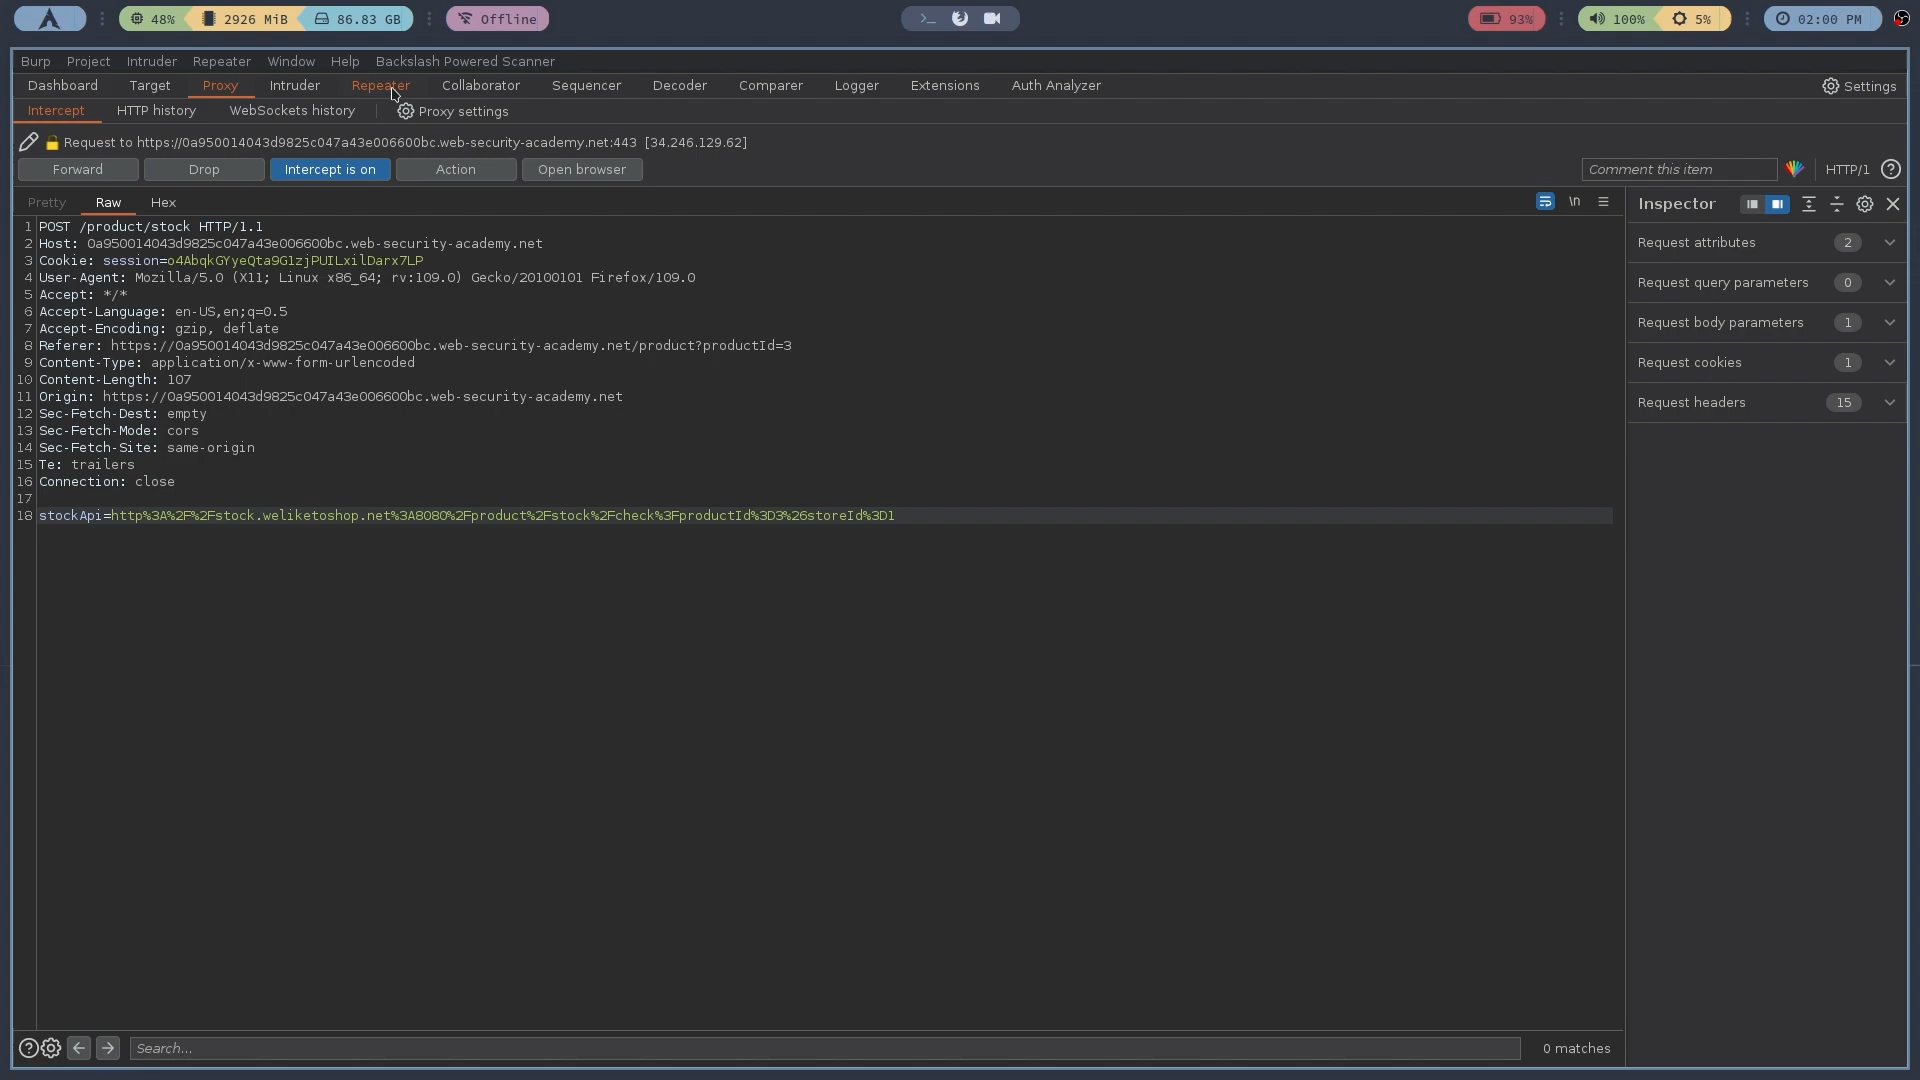 48% 2926 MiB 86.83 GB Offline 93% 100% 5% 02:00 PM
Burp Project Intruder Repeater Window Help Backslash Powered Scanner
Dashboard Target Proxy Intruder Repeater Collaborator Sequencer Decoder Comparer Logger Extensions Auth Analyzer Settings
Intercept HTTP history WebSockets history Proxy settings
Request to https://0a950014043d9825c047a43e006600bc.web-security-academy.net:443 [34.246.129.62]
Forward Drop Intercept is on Action Open browser Comment this item HTTP/1 ?
Pretty Raw Hex \n Inspector
1 POST /product/stock HTTP/1.1
2 Host: 0a950014043d9825c047a43e006600bc.web-security-academy.net
3 Cookie: session=o4AbqkGYyeQta9G1zjPUILxilDarx7LP
4 User-Agent: Mozilla/5.0 (X11; Linux x86_64; rv:109.0) Gecko/20100101 Firefox/109.0
5 Accept: */*
6 Accept-Language: en-US,en;q=0.5
7 Accept-Encoding: gzip, deflate
8 Referer: https://0a950014043d9825c047a43e006600bc.web-security-academy.net/product?productId=3
9 Content-Type: application/x-www-form-urlencoded
10 Content-Length: 107
11 Origin: https://0a950014043d9825c047a43e006600bc.web-security-academy.net
12 Sec-Fetch-Dest: empty
13 Sec-Fetch-Mode: cors
14 Sec-Fetch-Site: same-origin
15 Te: trailers
16 Connection: close
17
18 stockApi=http%3A%2F%2Fstock.weliketoshop.net%3A8080%2Fproduct%2Fstock%2Fcheck%3FproductId%3D3%26storeId%3D1
Request attributes 2
Request query parameters 0
Request body parameters 1
Request cookies 1
Request headers 15
? Search... 0 matches